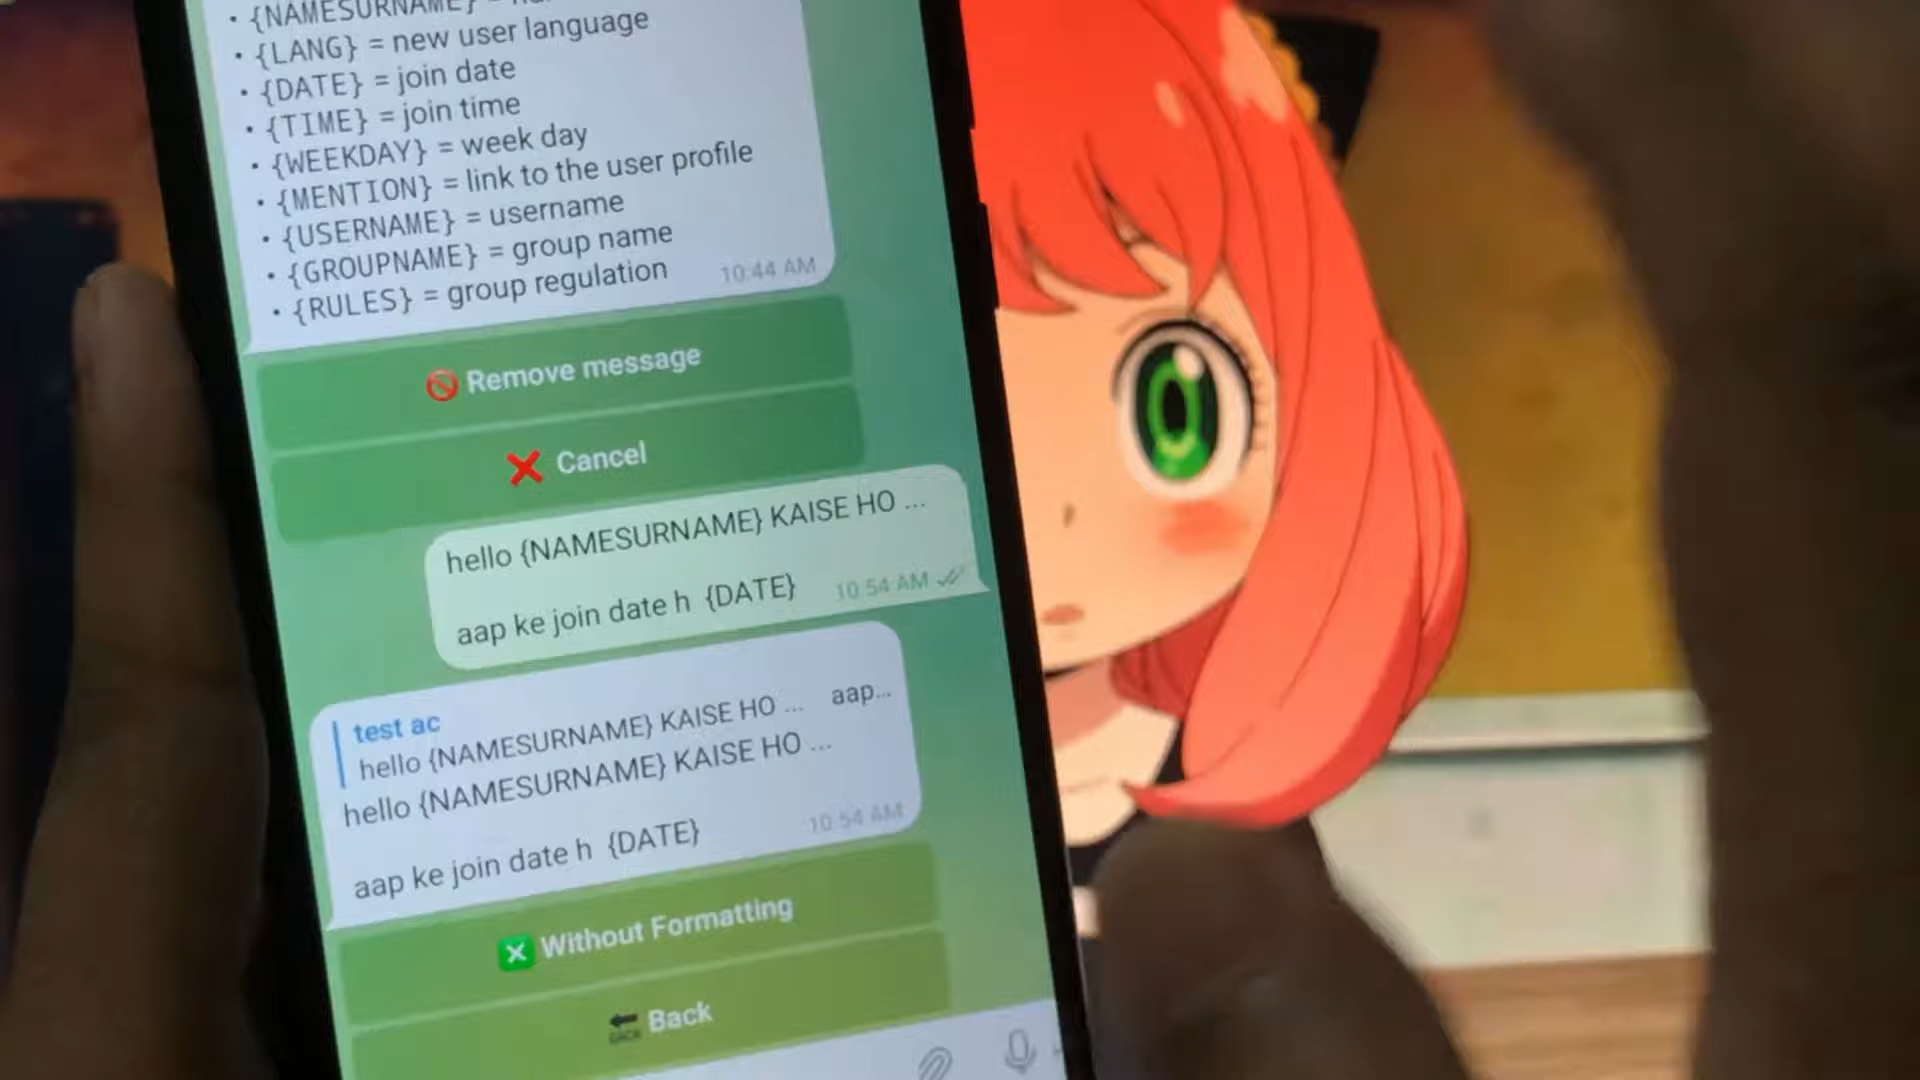 • {NAMESURNAME} =
• {LANG} = new user language
• {DATE} = join date
• {TIME} = join time
• {WEEKDAY} = week day
• {MENTION} = link to the user profile
• {USERNAME} = username
• {GROUPNAME} = group name
• {RULES} = group regulation
10:44 AM
🚫 Remove message
❌ Cancel
hello {NAMESURNAME} KAISE HO ...
aap ke join date h {DATE} 10:54 AM
test ac
hello {NAMESURNAME} KAISE HO ... aap...
hello {NAMESURNAME} KAISE HO ...
aap ke join date h {DATE} 10:54 AM
❎ Without Formatting
🔙 Back